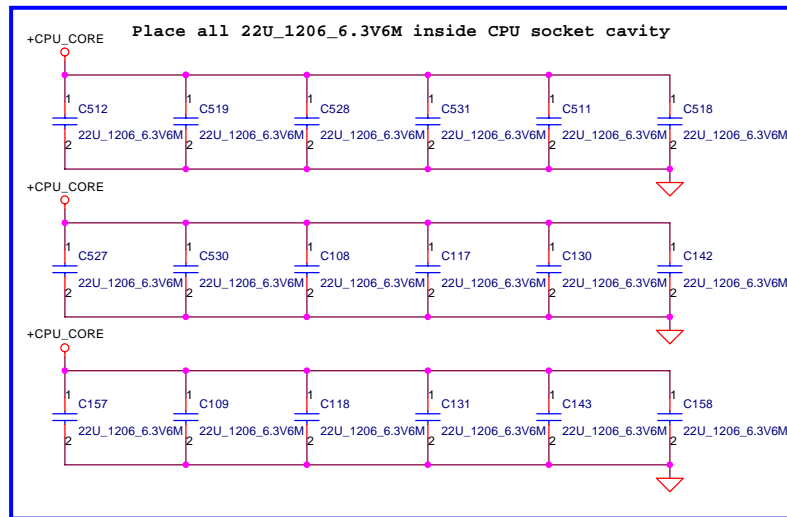 Place all 22U_1206_6.3V6M inside CPU socket cavity
+CPU_CORE
1 1 1 1 1 1
C512 C519 C528 C531 C511 C518
22U_1206_6.3V6M 22U_1206_6.3V6M 22U_1206_6.3V6M 22U_1206_6.3V6M 22U_1206_6.3V6M 22U_1206_6.3V6M
2 2 2 2 2 2
+CPU_CORE
1 1 1 1 1 1
C527 C530 C108 C117 C130 C142
22U_1206_6.3V6M 22U_1206_6.3V6M 22U_1206_6.3V6M 22U_1206_6.3V6M 22U_1206_6.3V6M 22U_1206_6.3V6M
2 2 2 2 2 2
+CPU_CORE
1 1 1 1 1 1
C157 C109 C118 C131 C143 C158
22U_1206_6.3V6M 22U_1206_6.3V6M 22U_1206_6.3V6M 22U_1206_6.3V6M 22U_1206_6.3V6M 22U_1206_6.3V6M
2 2 2 2 2 2